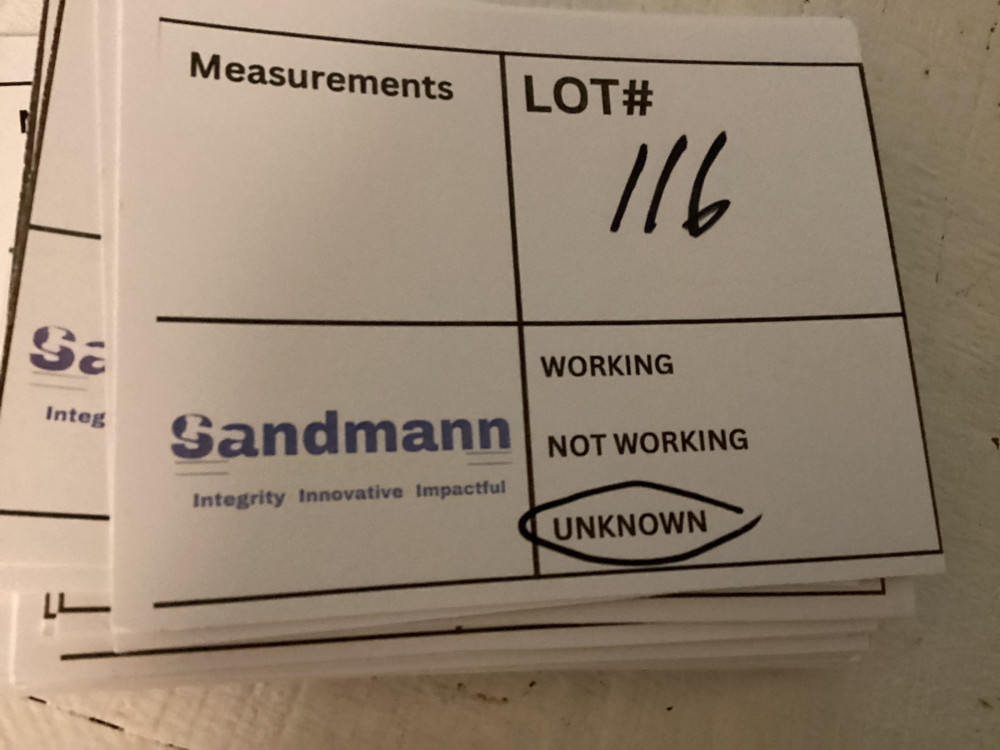 Measurements
LOT#
116
WORKING
NOT WORKING
UNKNOWN
Sandmann
Integrity Innovative Impactful
Sa
Integ